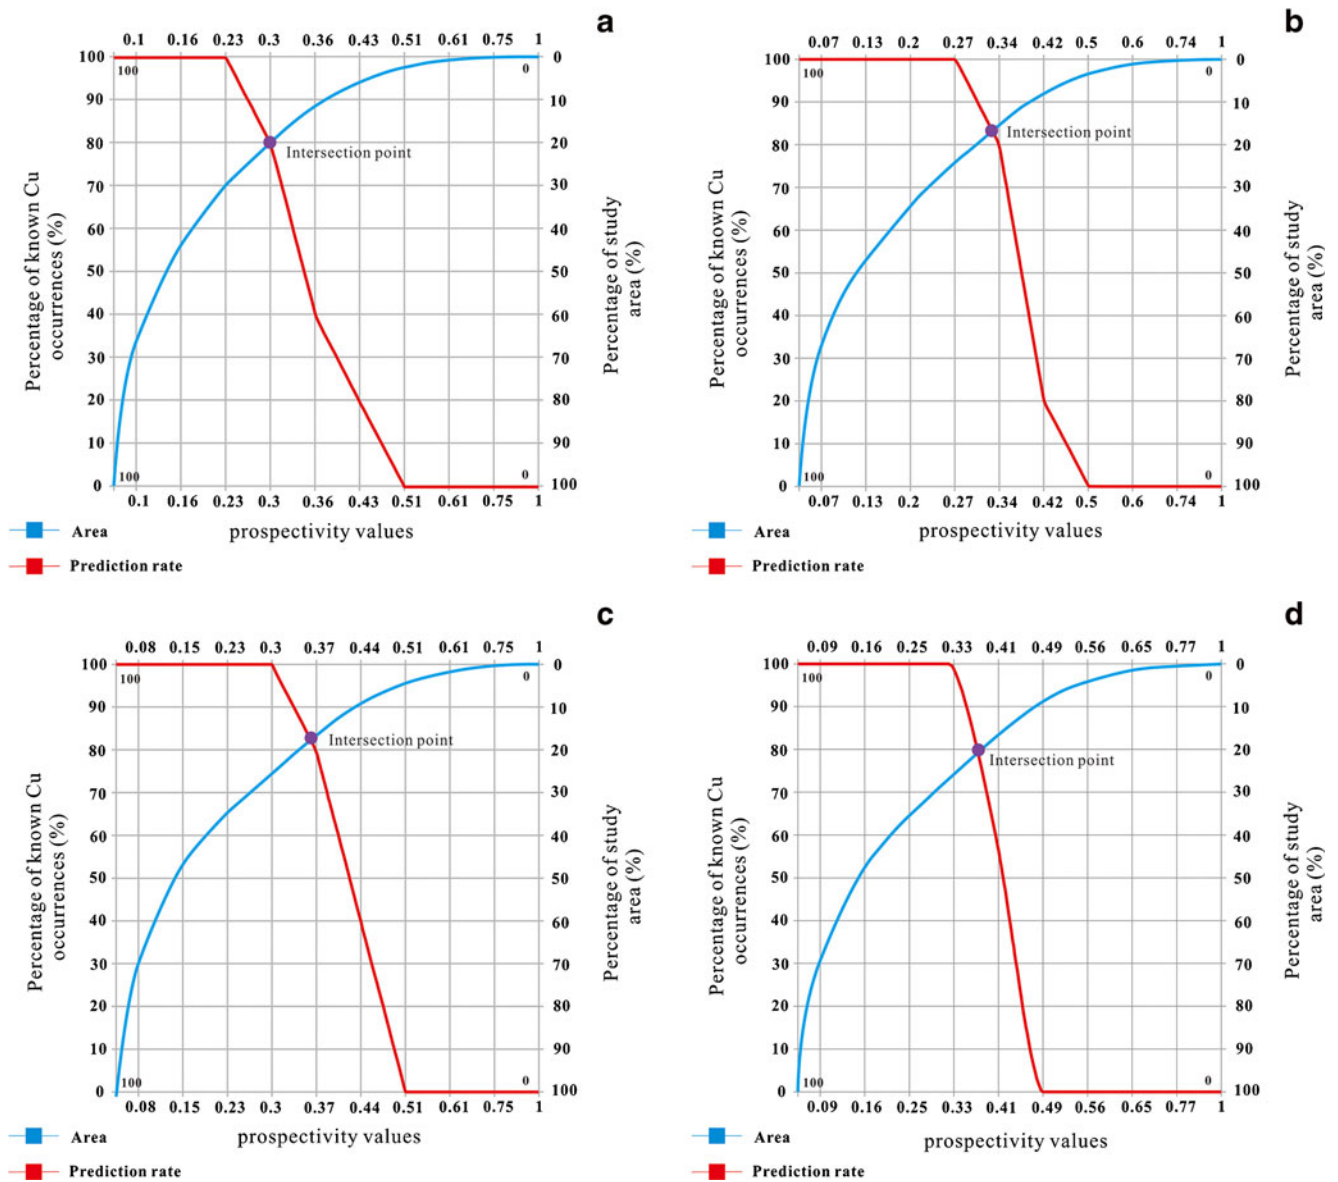 a
0.1 0.16 0.23 0.3 0.36 0.43 0.51 0.61 0.75 1
100 0
100 0
90 10
80 20
Intersection point
70 30
60 40
50 50
40 60
30 70
20 80
10 90
100 0
0 100
0.1 0.16 0.23 0.3 0.36 0.43 0.51 0.61 0.75 1
Percentage of known Cu
occurrences (%)
Percentage of study
area (%)
prospectivity values
Area
Prediction rate
b
0.07 0.13 0.2 0.27 0.34 0.42 0.5 0.6 0.74 1
100 0
100 0
90 10
Intersection point
80 20
70 30
60 40
50 50
40 60
30 70
20 80
10 90
100 0
0 100
0.07 0.13 0.2 0.27 0.34 0.42 0.5 0.6 0.74 1
Percentage of known Cu
occurrences (%)
Percentage of study
area (%)
prospectivity values
Area
Prediction rate
c
0.08 0.15 0.23 0.3 0.37 0.44 0.51 0.61 0.75 1
100 0
100 0
90 10
Intersection point
80 20
70 30
60 40
50 50
40 60
30 70
20 80
10 90
100 0
0 100
0.08 0.15 0.23 0.3 0.37 0.44 0.51 0.61 0.75 1
Percentage of known Cu
occurrences (%)
Percentage of study
area (%)
prospectivity values
Area
Prediction rate
d
0.09 0.16 0.25 0.33 0.41 0.49 0.56 0.65 0.77 1
100 0
100 0
90 10
80 20
Intersection point
70 30
60 40
50 50
40 60
30 70
20 80
10 90
100 0
0 100
0.09 0.16 0.25 0.33 0.41 0.49 0.56 0.65 0.77 1
Percentage of known Cu
occurrences (%)
Percentage of study
area (%)
prospectivity values
Area
Prediction rate